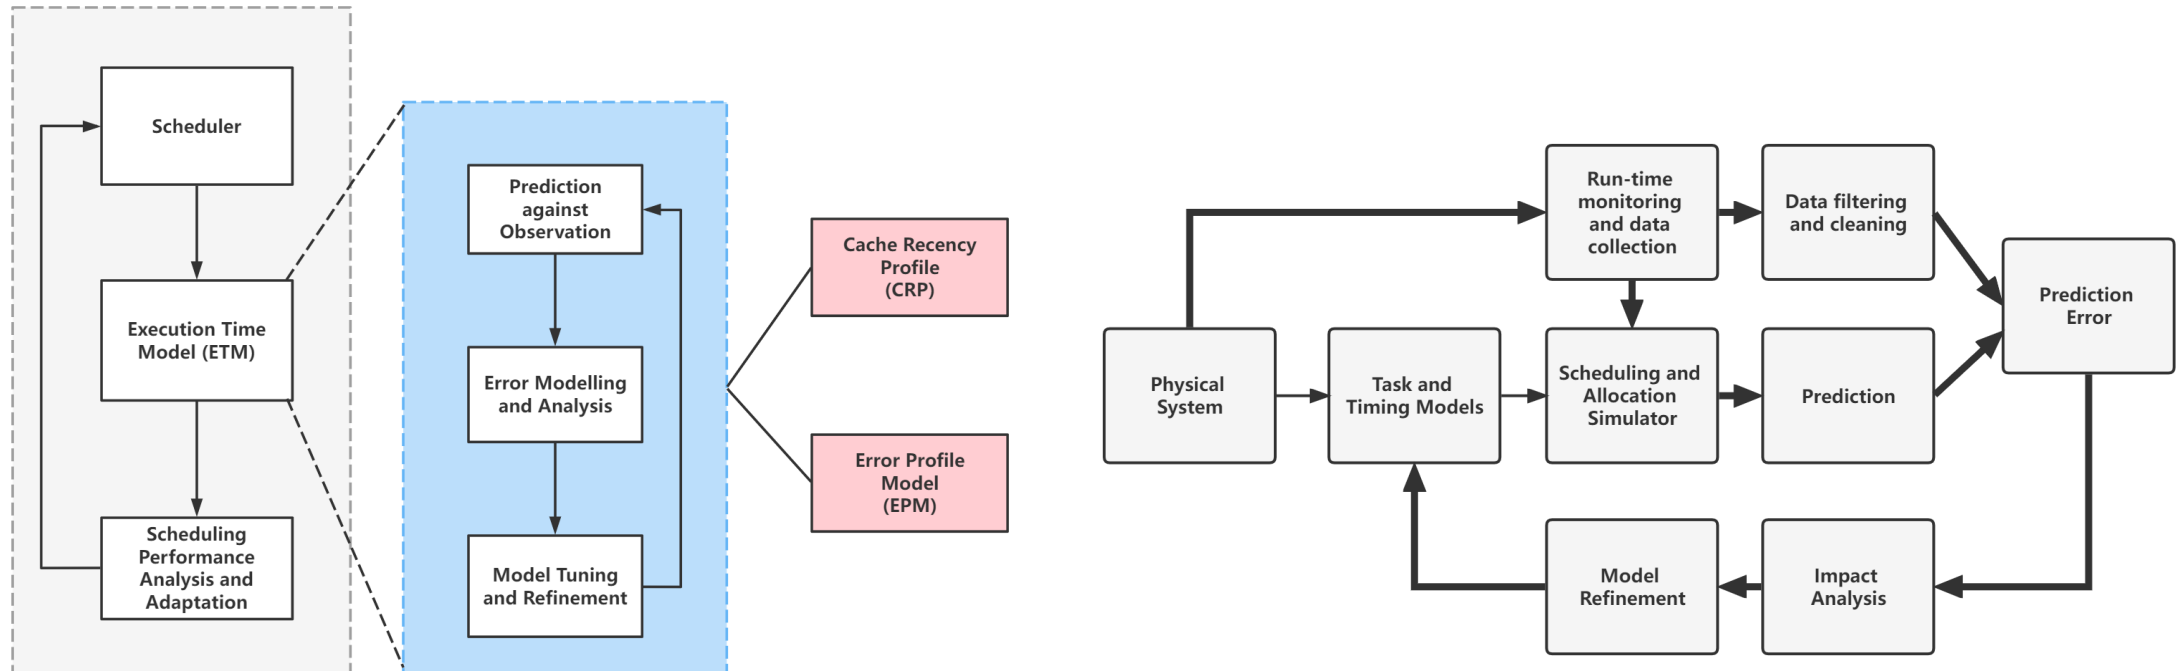 Scheduler
Execution Time
Model (ETM)
Scheduling
Performance
Analysis and
Adaptation
Prediction
against
Observation
Error Modelling
and Analysis
Model Tuning
and Refinement
Cache Recency
Profile
(CRP)
Error Profile
Model
(EPM)
Physical
System
Task and
Timing Models
Run-time
monitoring
and data
collection
Data filtering
and cleaning
Scheduling and
Allocation
Simulator
Prediction
Prediction
Error
Impact
Analysis
Model
Refinement